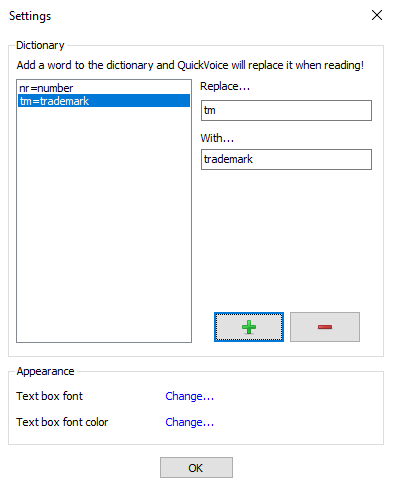 Settings
Dictionary
Add a word to the dictionary and QuickVoice will replace it when reading!
nr=number
tm=trademark
Replace...
tm
With...
trademark
Appearance
Text box font
Change...
Text box font color
Change...
OK